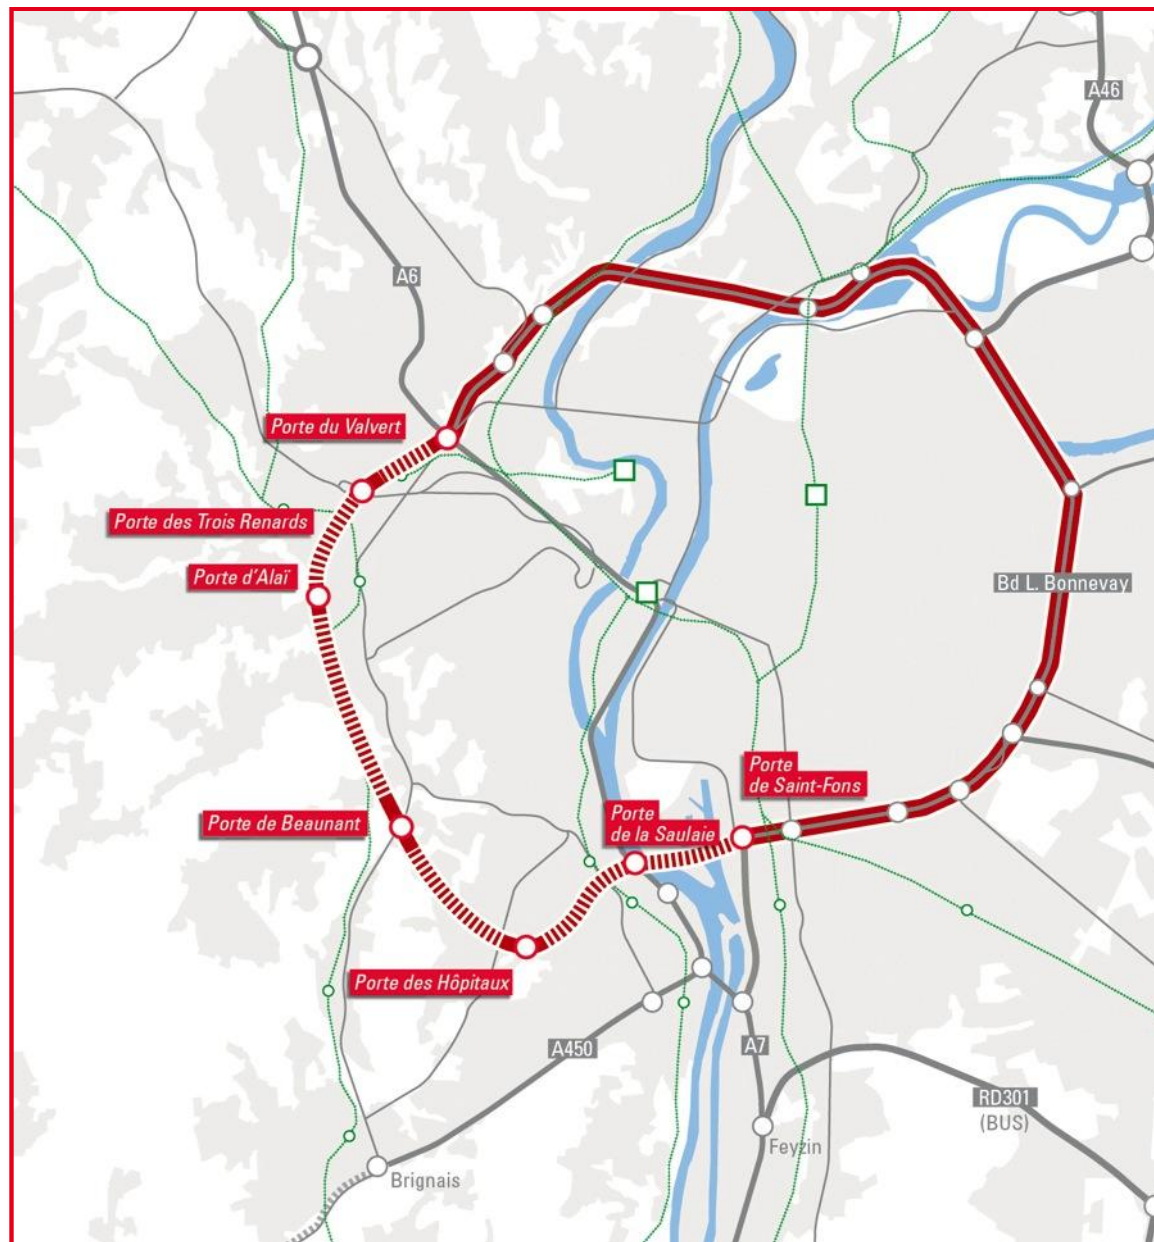 A46
A6
Porte du Valvert
Porte des Trois Renards
Porte d'Alaï
Bd L. Bonnevay
Porte
de Saint-Fons
Porte
de la Saulaie
Porte de Beaunant
Porte des Hôpitaux
A450
A7
RD301
(BUS)
Feyzin
Brignais